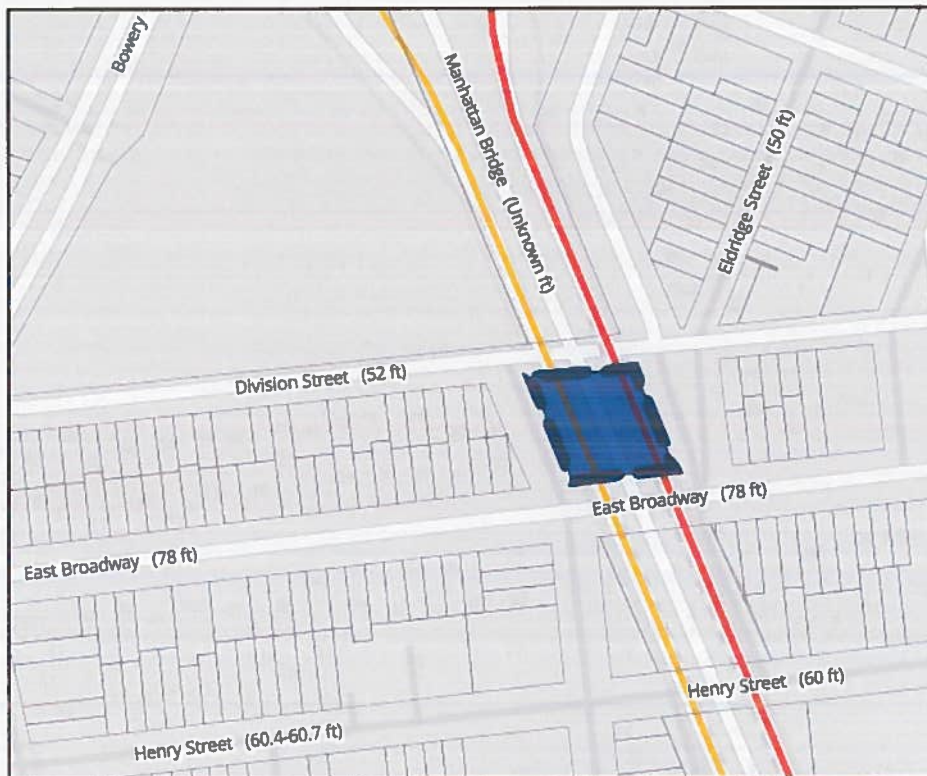 Bowery
Manhattan Bridge (Unknown ft)
Eldridge Street (50 ft)
Division Street (52 ft)
East Broadway (78 ft)
East Broadway (78 ft)
Henry Street (60 ft)
Henry Street (60.4-60.7 ft)